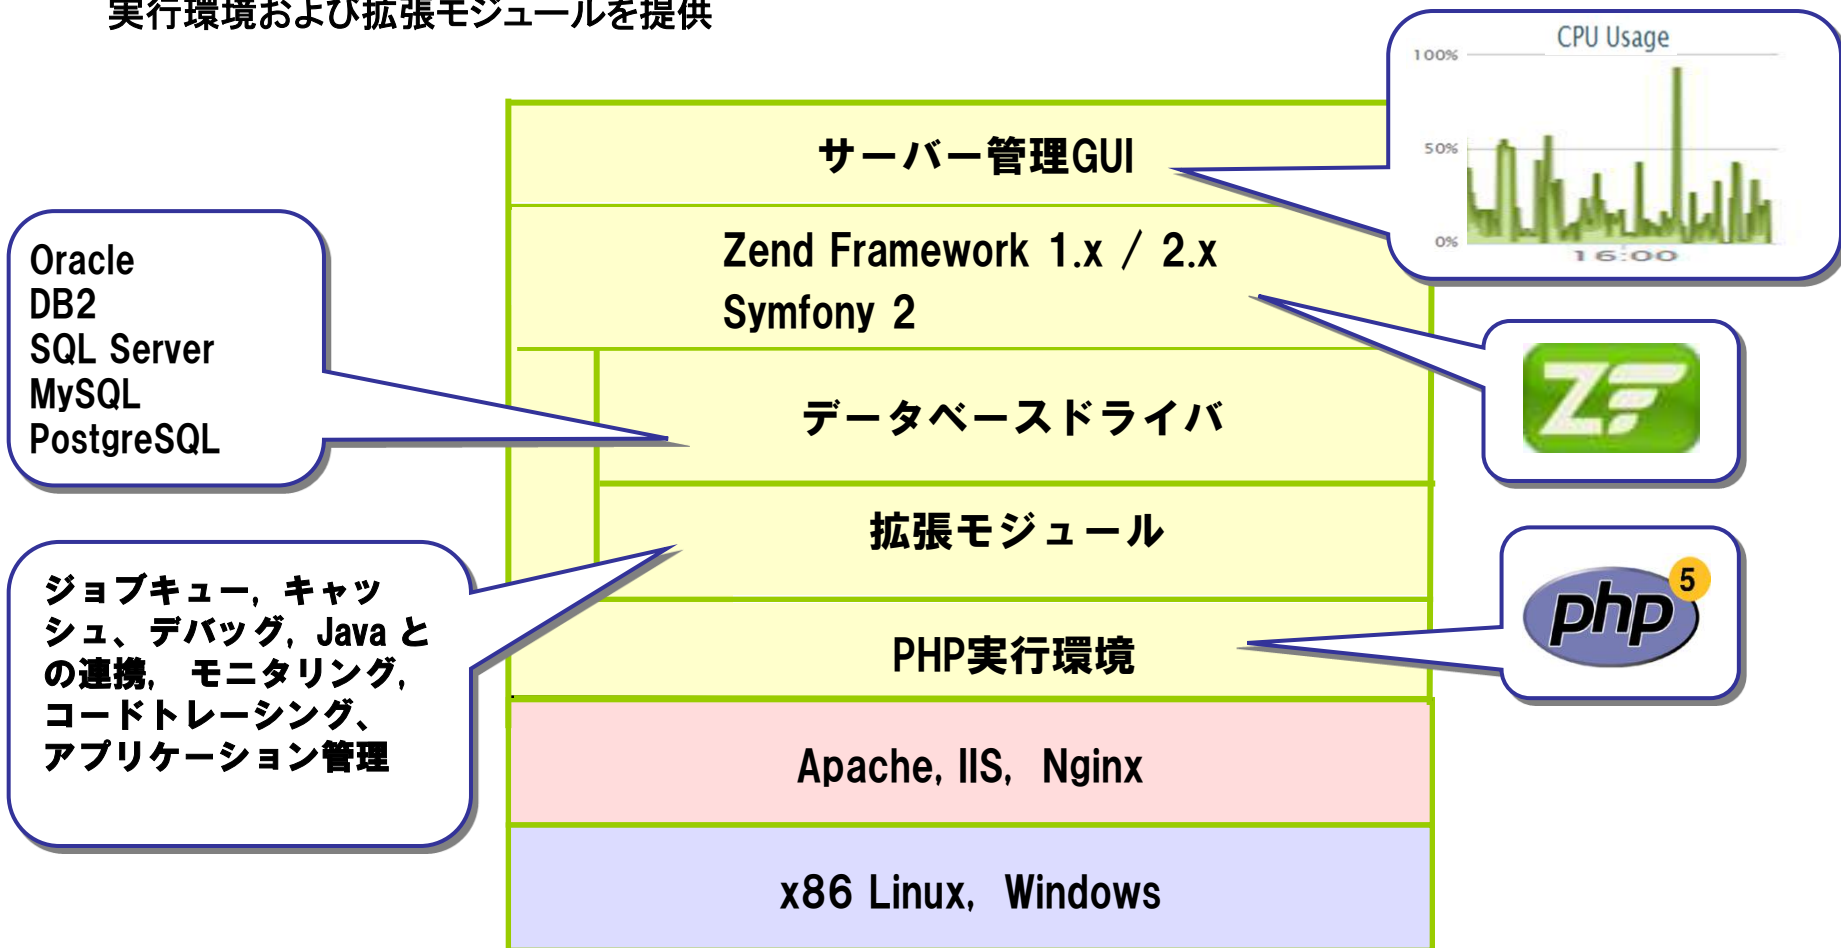 実行環境および拡張モジュールを提供
CPU Usage
100%
50%
0%
16:00
サーバー管理GUI
Zend Framework 1.x / 2.x
Symfony 2
Oracle
DB2
SQL Server
MySQL
PostgreSQL
ZF
データベースドライバ
拡張モジュール
ジョブキュー, キャッ
シュ、デバッグ, Java と
の連携, モニタリング,
コードトレーシング、
アプリケーション管理
php
5
PHP実行環境
Apache, IIS, Nginx
x86 Linux, Windows